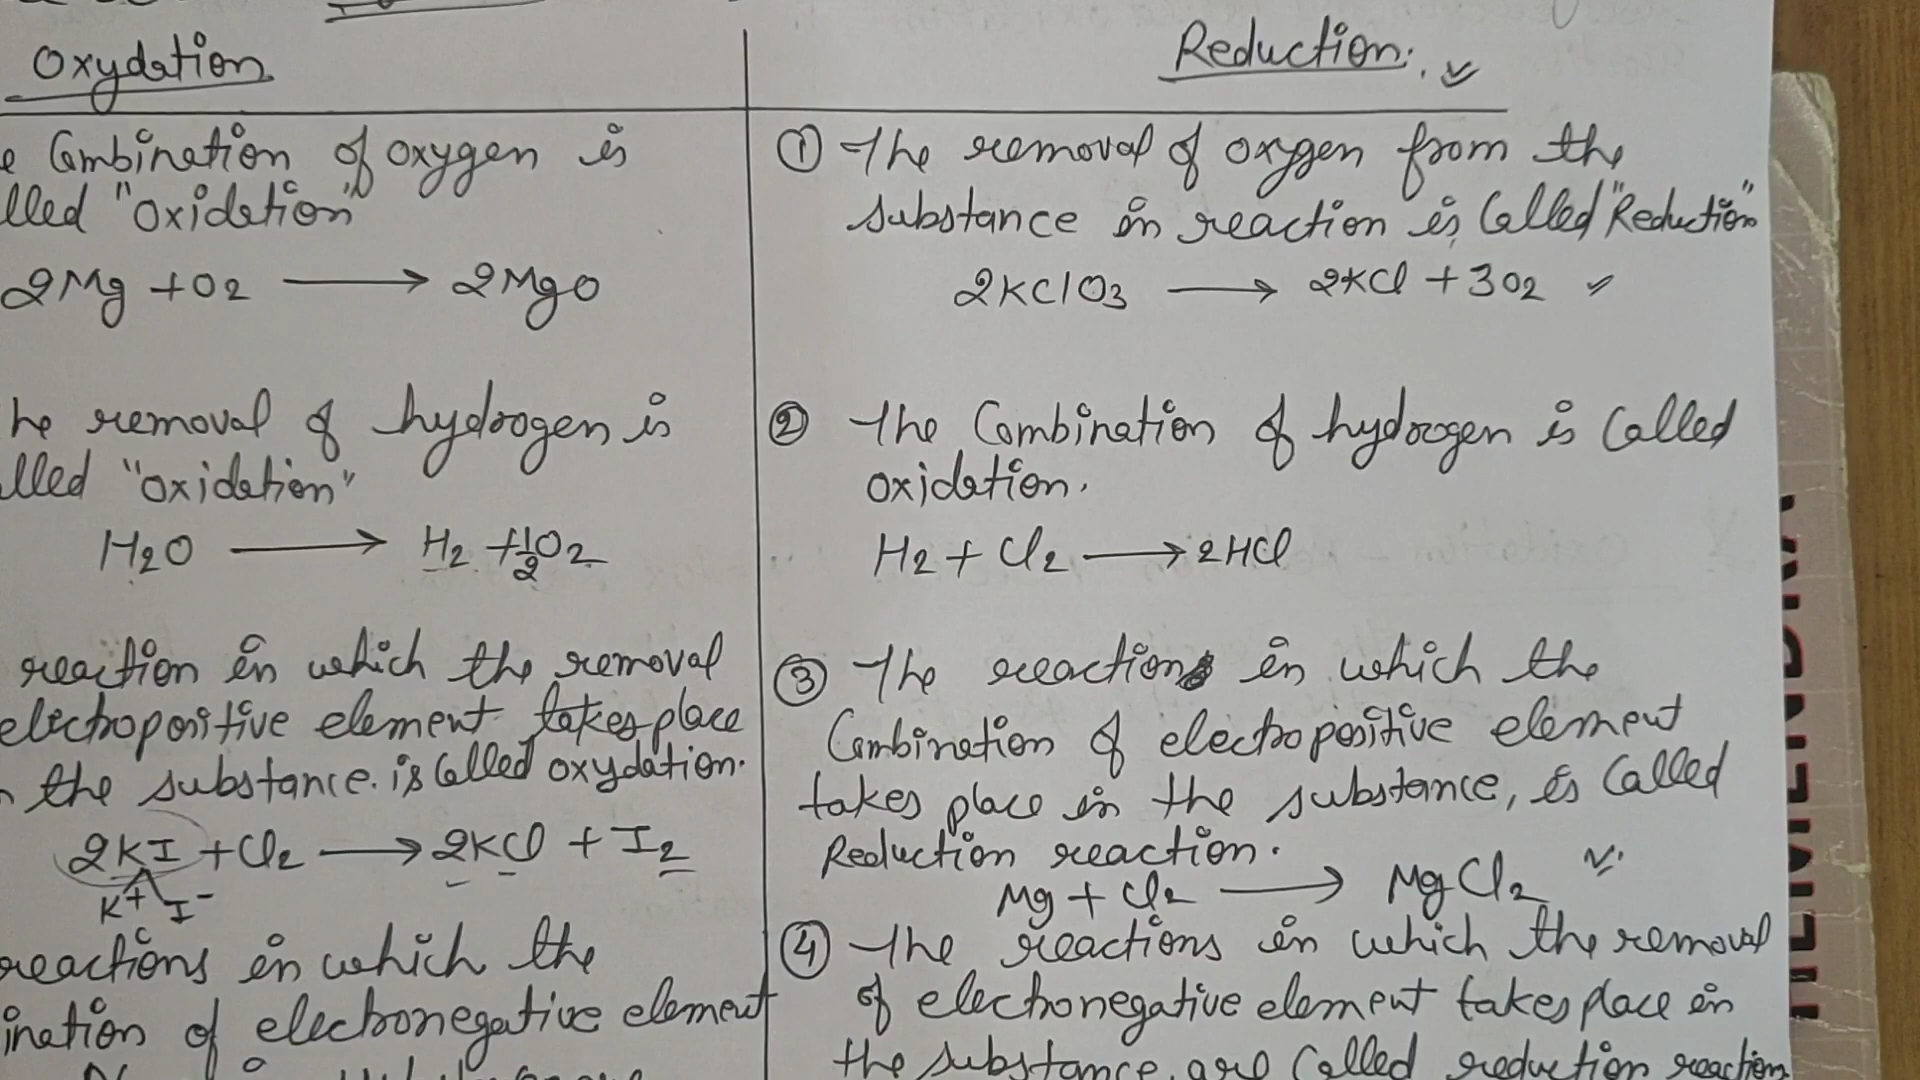 Oxydation
e Combination of oxygen is
lled "Oxidation"
2Mg + O2 → 2MgO
he removal of hydrogen is
lled "oxidation"
H2O → H2 + 1/2 O2
reaction in which the removal
electropositive element takes place
the substance. is Called oxydation.
2KI + Cl2 → 2KCl + I2
K+ I-
reactions in which the
ination of electronegative element
Reduction.
① The removal of oxygen from the
substance in reaction is Called "Reduction"
2KClO3 → 2KCl + 3O2
② The Combination of hydrogen is Called
oxidation.
H2 + Cl2 → 2HCl
③ The reactions in which the
Combination of electropositive element
takes place in the substance, is Called
Reduction reaction.
Mg + Cl2 → MgCl2
④ The reactions in which the removal
of electronegative element takes place in
the substance, are Called reduction reaction